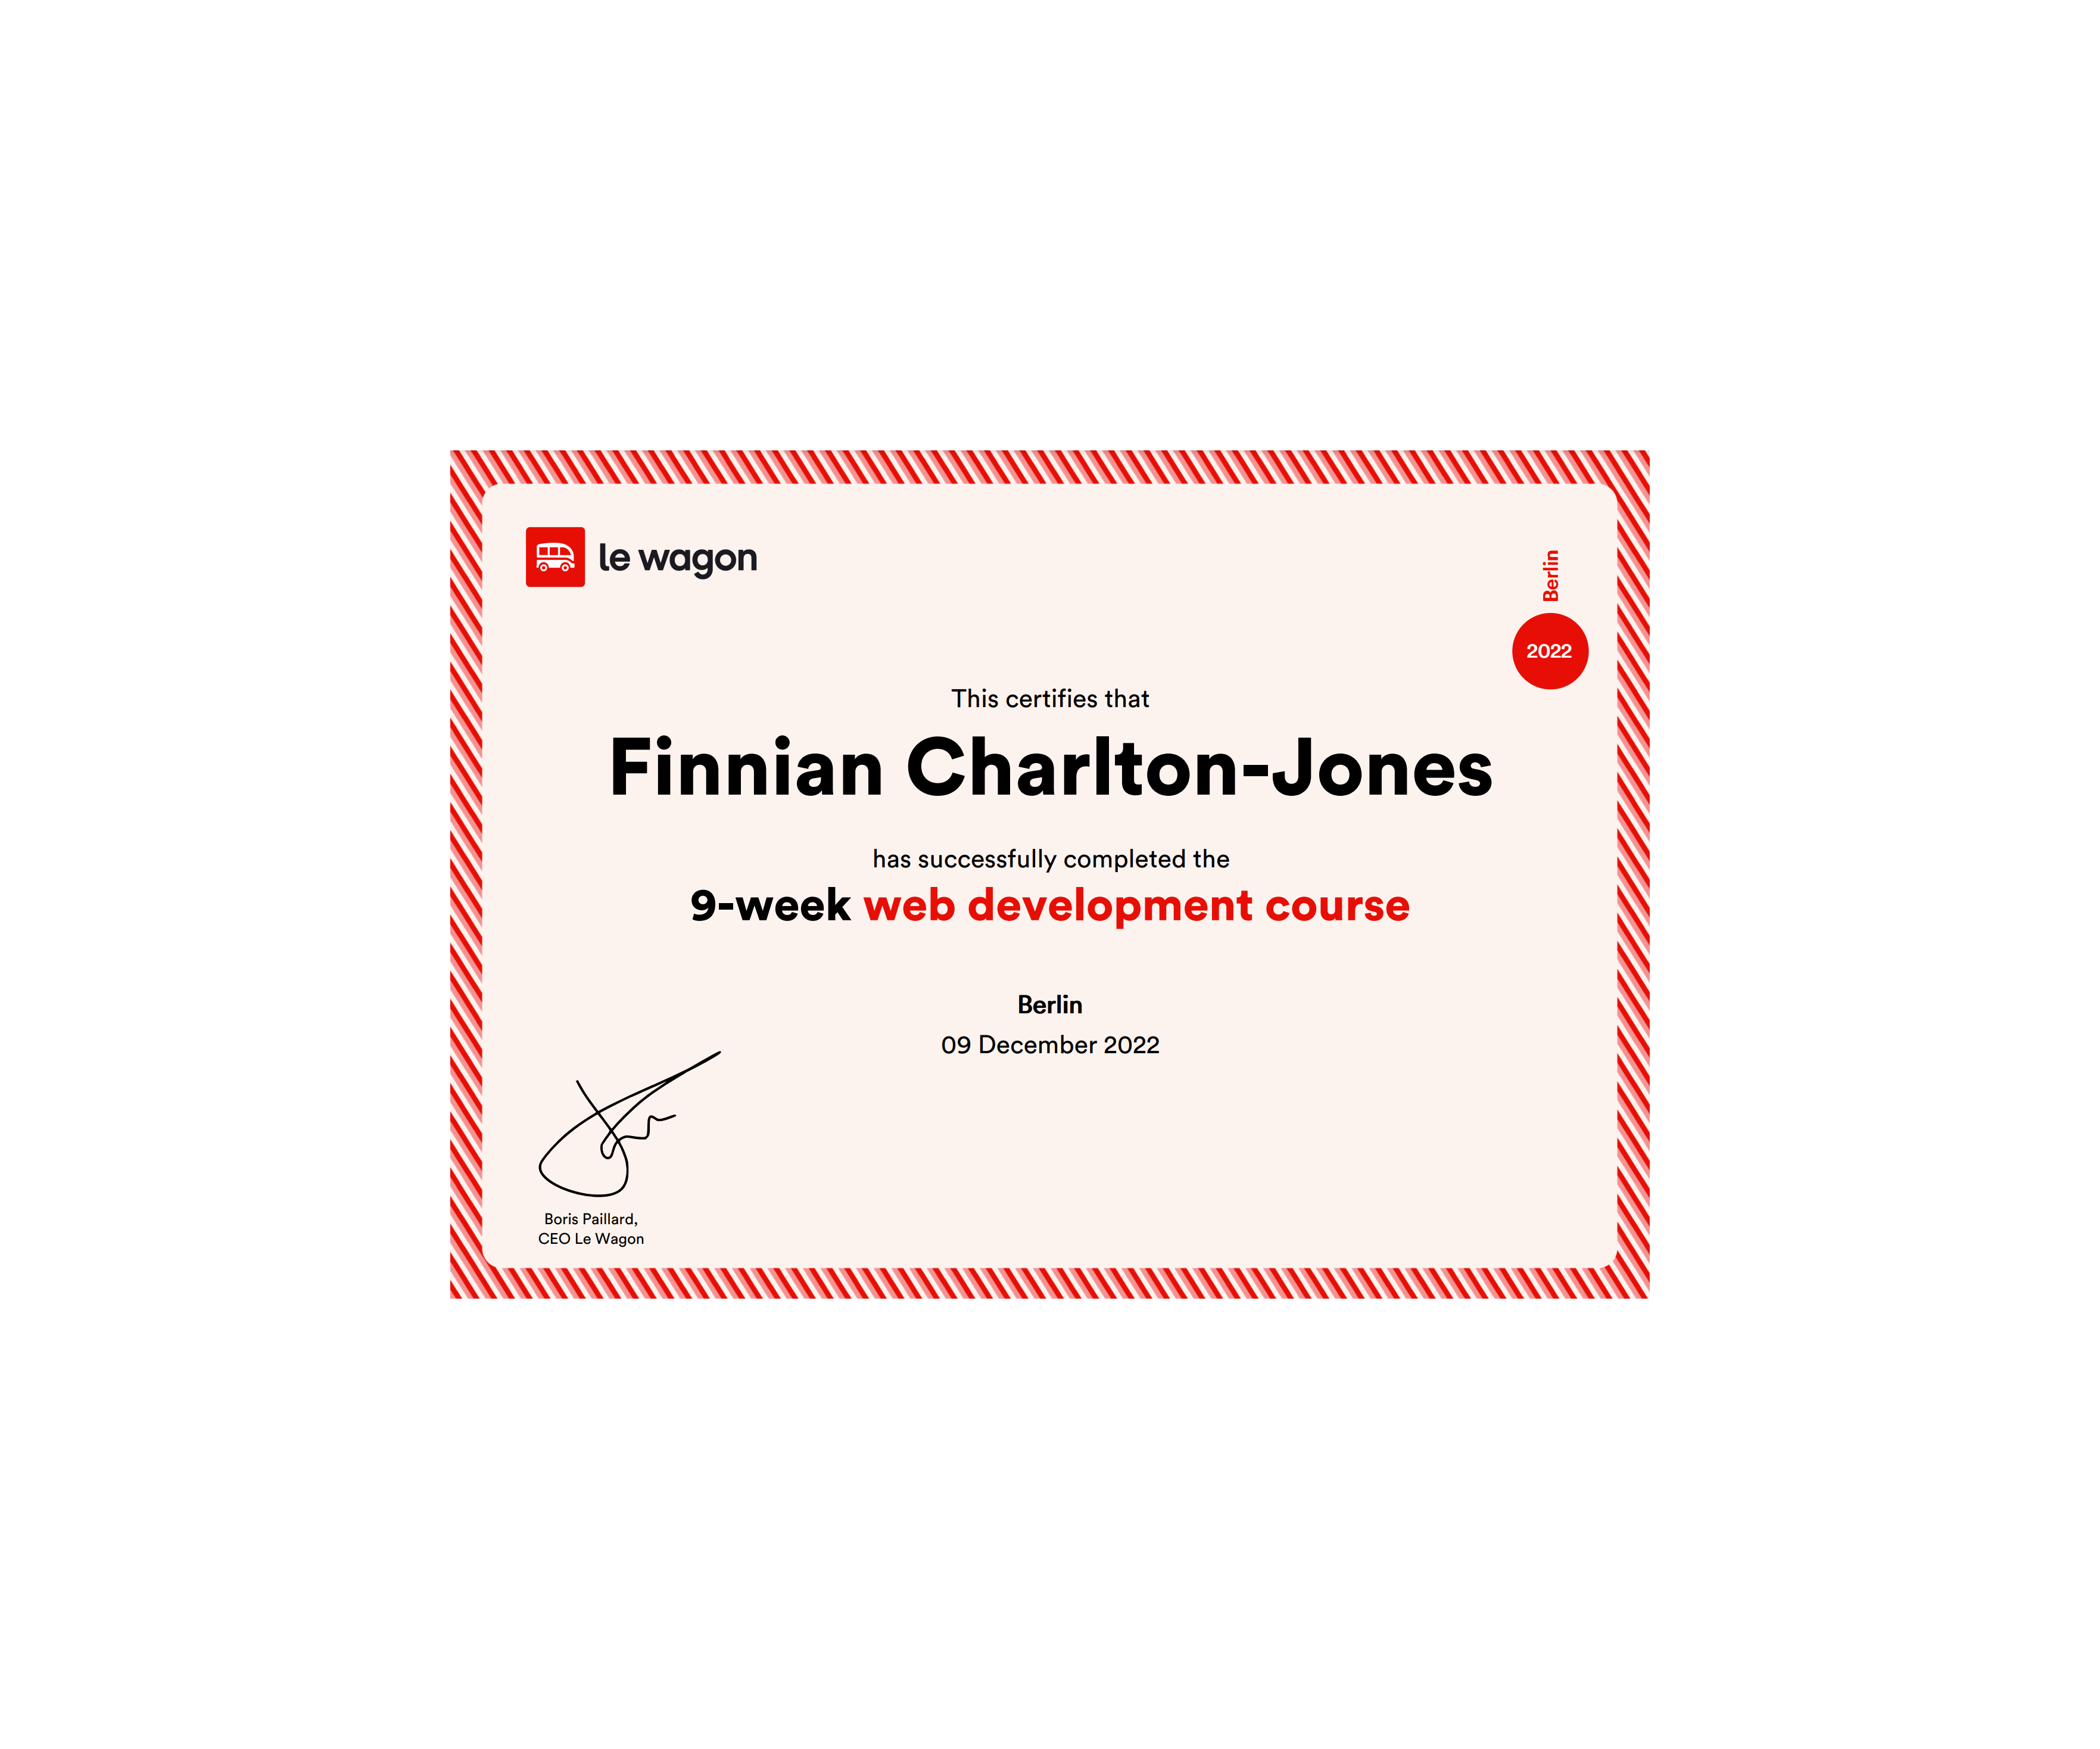 le wagon
Berlin
2022
This certifies that
Finnian Charlton-Jones
has successfully completed the
9-week web development course
Berlin
09 December 2022
Boris Paillard,
CEO Le Wagon